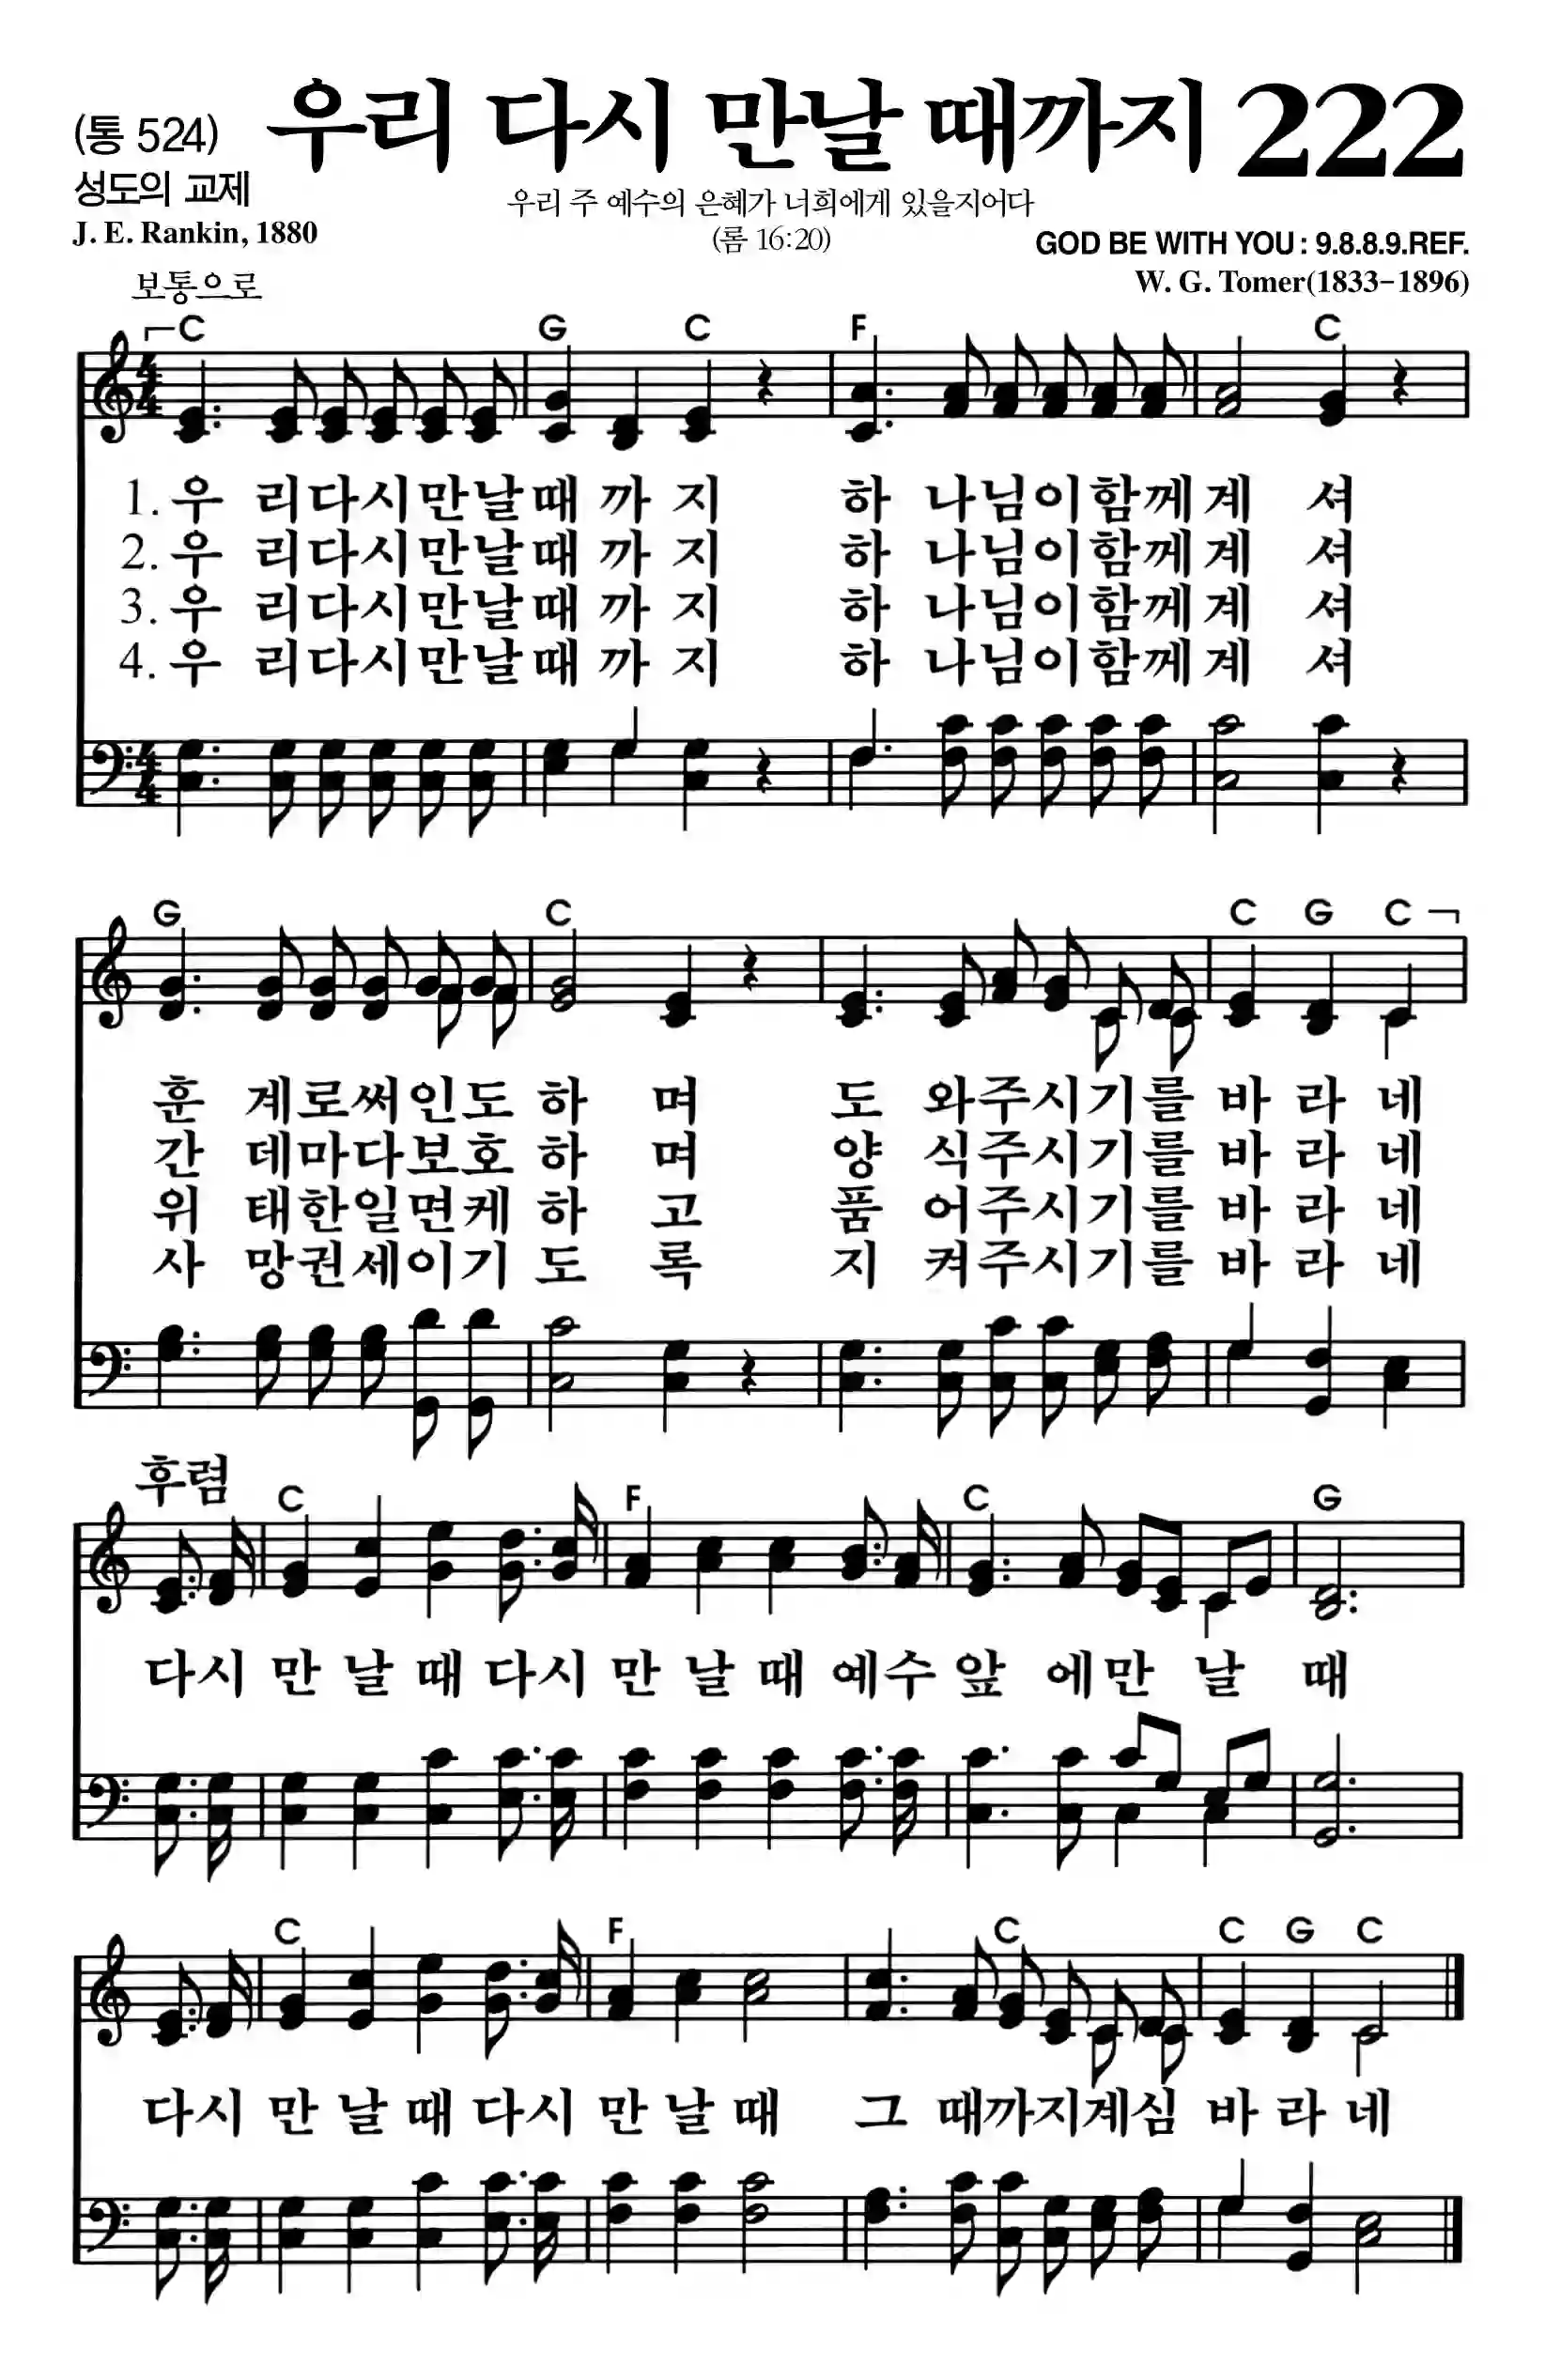 (통 524) 우리 다시 만날 때까지 222
성도의 교제
우리 주 예수의 은혜가 너희에게 있을지어다
J. E. Rankin, 1880
(롬 16:20)
GOD BE WITH YOU : 9.8.8.9.REF.
보통으로
W. G. Tomer(1833-1896)
C G C F C
4 4
1. 우 리다시만날때 까 지 하 나님이함께계 셔
2. 우 리다시만날때 까 지 하 나님이함께계 셔
3. 우 리다시만날때 까 지 하 나님이함께계 셔
4. 우 리다시만날때 까 지 하 나님이함께계 셔
4 4
G C C G C
훈 계로써인도하 며 도 와주시기를바 라 네
간 데마다보호하 며 양 식주시기를바 라 네
위 태한일면케하 고 품 어주시기를바 라 네
사 망권세이기도 록 지 켜주시기를바 라 네
후렴
C F C G
다시 만 날 때 다시 만 날 때 예수 앞 에만 날 때
C F C C G C
다시 만 날 때 다시 만 날 때 그 때까지계심 바 라 네